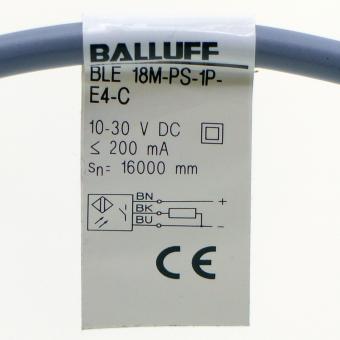 BALLUFF
BLE 18M-PS-1P-
E4-C
10-30 V DC
≤ 200 mA
sn= 16000 mm
BN +
BK
BU -
CE